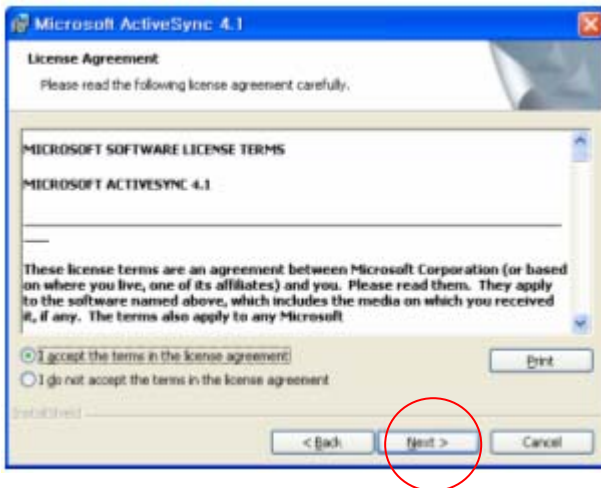 Microsoft ActiveSync 4.1
License Agreement
Please read the following license agreement carefully.
MICROSOFT SOFTWARE LICENSE TERMS
MICROSOFT ACTIVESYNC 4.1
These license terms are an agreement between Microsoft Corporation (or based
on where you live, one of its affiliates) and you. Please read them. They apply
to the software named above, which includes the media on which you received
it, if any. The terms also apply to any Microsoft
I accept the terms in the license agreement
Print
I do not accept the terms in the license agreement
InstallShield
< Back
Next >
Cancel